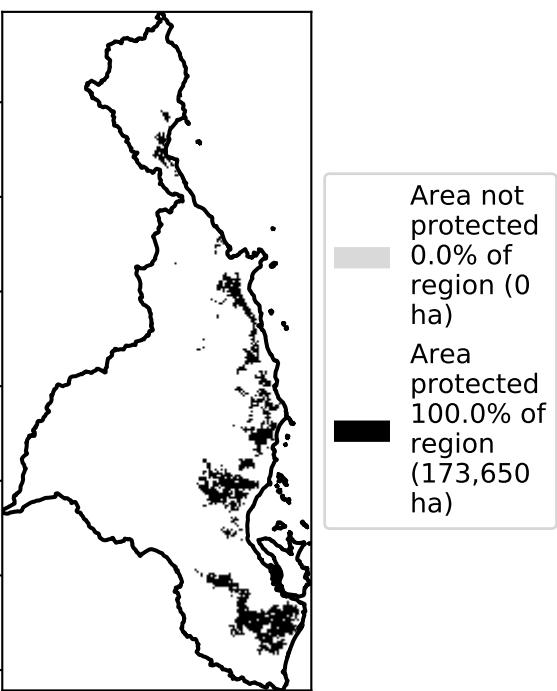 Area not
protected
0.0% of
region (0
ha)
Area
protected
100.0% of
region
(173,650
ha)